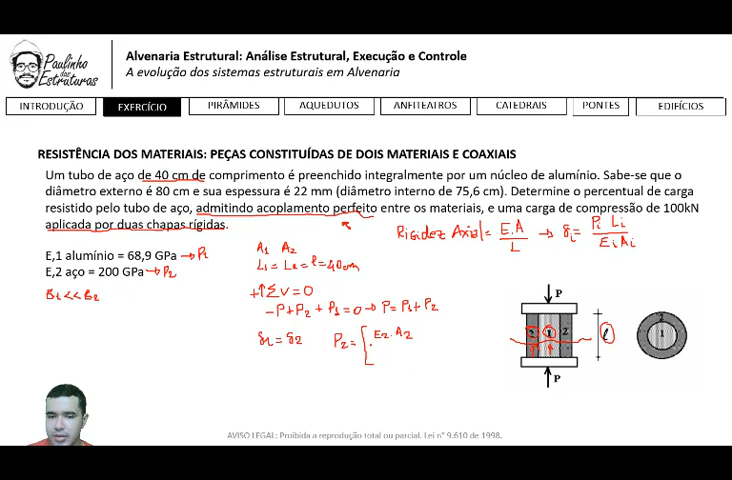 Paulinho
das
Estruturas
Alvenaria Estrutural: Análise Estrutural, Execução e Controle
A evolução dos sistemas estruturais em Alvenaria
INTRODUÇÃO EXERCÍCIO PIRÂMIDES AQUEDUTOS ANFITEATROS CATEDRAIS PONTES EDIFÍCIOS
RESISTÊNCIA DOS MATERIAIS: PEÇAS CONSTITUÍDAS DE DOIS MATERIAIS E COAXIAIS
Um tubo de aço de 40 cm de comprimento é preenchido integralmente por um núcleo de alumínio. Sabe-se que o
diâmetro externo é 80 cm e sua espessura é 22 mm (diâmetro interno de 75,6 cm). Determine o percentual de carga
resistido pelo tubo de aço, admitindo acoplamento perfeito entre os materiais, e uma carga de compressão de 100kN
aplicada por duas chapas rígidas.
Rigidez Axial = E.A / L → δi = Pi Li / Ei Ai
E,1 alumínio = 68,9 GPa → P1
E,2 aço = 200 GPa → P2
E1 << E2
A1 A2
L1 = L2 = l = 40cm
+↑ΣV=0
-P+P2+P1=0 → P=P1+P2
δ1 = δ2
P2 = [ E2.A2
P
2 1 2
l
P
2
1
AVISO LEGAL: Proibida a reprodução total ou parcial. Lei nº 9.610 de 1998.